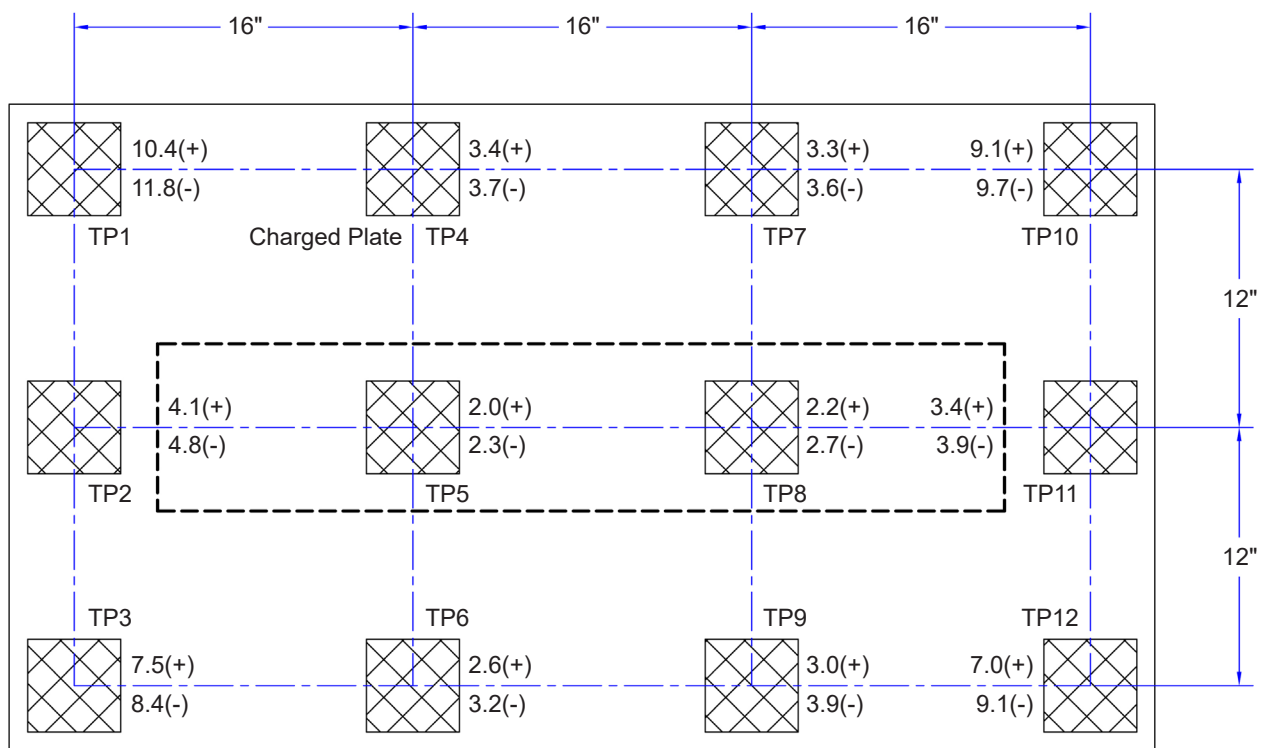 16" 16" 16"
10.4(+) 3.4(+) 3.3(+) 9.1(+)
11.8(-) 3.7(-) 3.6(-) 9.7(-)
TP1 Charged Plate TP4 TP7 TP10
12"
4.1(+) 2.0(+) 2.2(+) 3.4(+)
4.8(-) 2.3(-) 2.7(-) 3.9(-)
TP2 TP5 TP8 TP11
12"
TP3 TP6 TP9 TP12
7.5(+) 2.6(+) 3.0(+) 7.0(+)
8.4(-) 3.2(-) 3.9(-) 9.1(-)